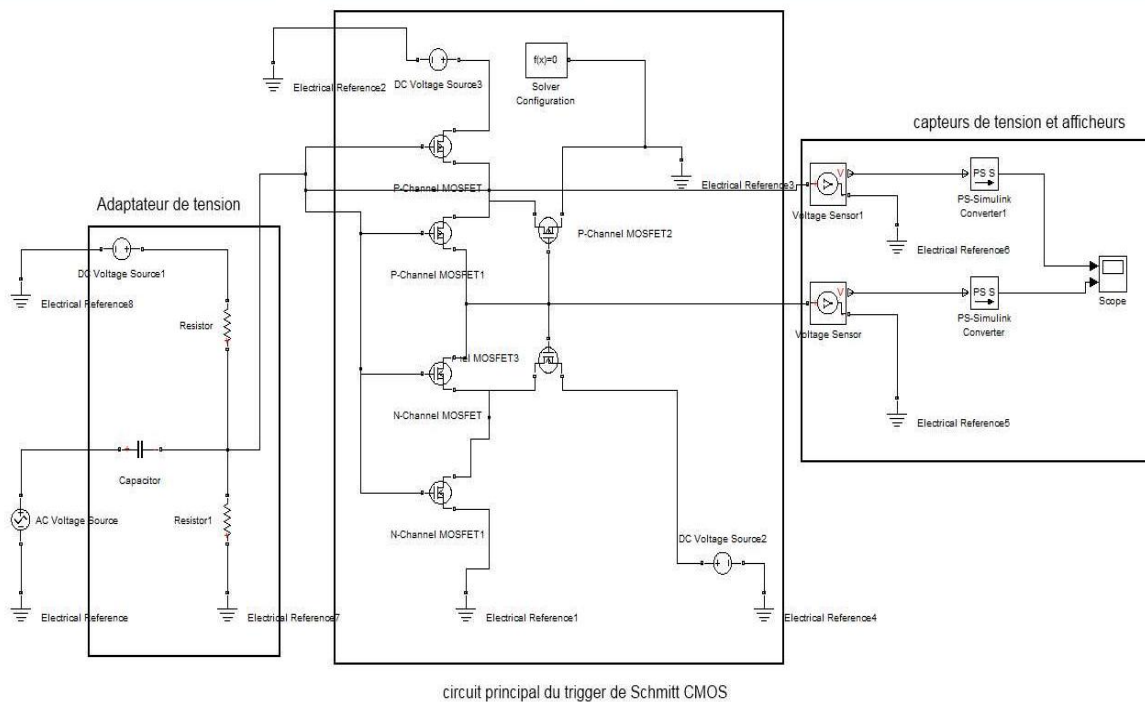 Electrical Reference2
DC Voltage Source3
f(x)=0
Solver
Configuration
capteurs de tension et afficheurs
P-Channel MOSFET
Electrical Reference3
V
Voltage Sensor1
PS S
PS-Simulink
Converter1
Adaptateur de tension
P-Channel MOSFET1
P-Channel MOSFET2
Electrical Reference6
DC Voltage Source1
Electrical Reference8
V
Voltage Sensor
PS S
PS-Simulink
Converter
Scope
Resistor
nel MOSFET3
N-Channel MOSFET
Electrical Reference5
Capacitor
AC Voltage Source
Resistor1
N-Channel MOSFET1
DC Voltage Source2
Electrical Reference
Electrical Reference7
Electrical Reference1
Electrical Reference4
circuit principal du trigger de Schmitt CMOS